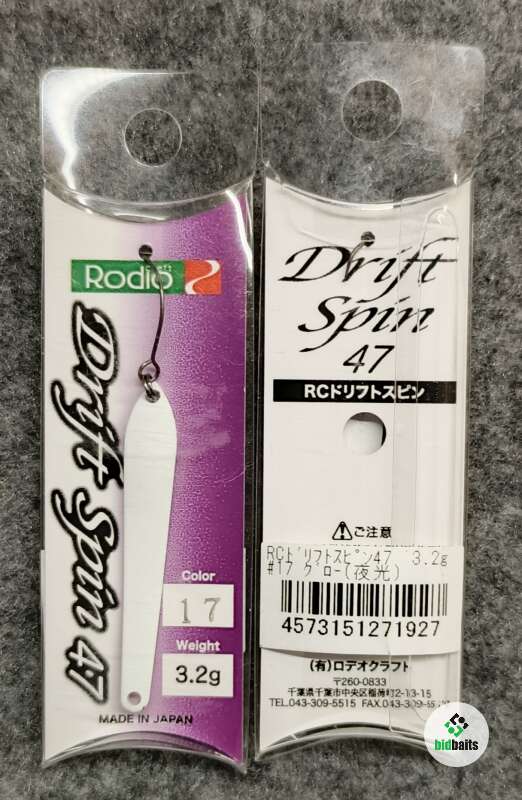 Rodio
Drift Spin 47
Color
17
Weight
3.2g
MADE IN JAPAN
Drift
Spin
47
RCドリフトスピン
ご注意
RCドリフトスピン47 3.2g
#17 グロー(夜光)
4573151271927
(有)ロデオクラフト
〒260-0833
千葉県千葉市中央区稲荷町2-13-15
TEL.043-309-5515 FAX.043-309-
bidbaits